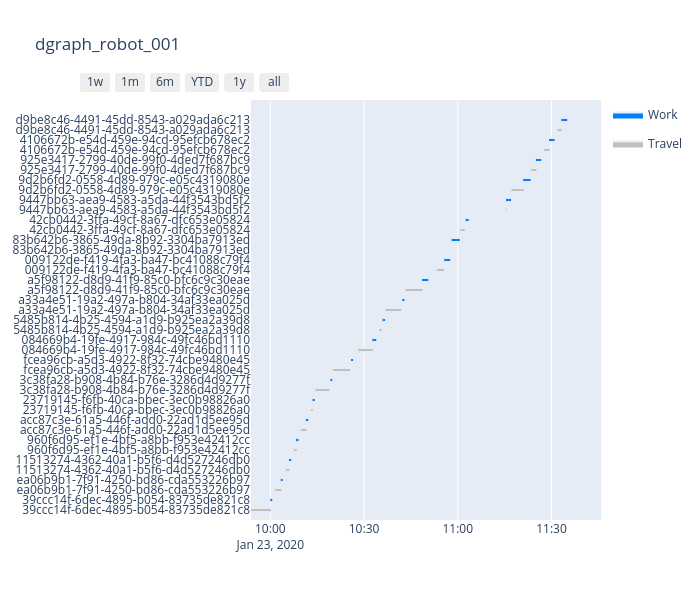 dgraph_robot_001
1w 1m 6m YTD 1y all
Work
Travel
d9be8c46-4491-45dd-8543-a029ada6c213
d9be8c46-4491-45dd-8543-a029ada6c213
4106672b-e54d-459e-94cd-95efcb678ec2
4106672b-e54d-459e-94cd-95efcb678ec2
925e3417-2799-40de-99f0-4ded7f687bc9
925e3417-2799-40de-99f0-4ded7f687bc9
9d2b6fd2-0558-4d89-979c-e05c4319080e
9d2b6fd2-0558-4d89-979c-e05c4319080e
9447bb63-aea9-4583-a5da-44f3543bd5f2
9447bb63-aea9-4583-a5da-44f3543bd5f2
42cb0442-3ffa-49cf-8a67-dfc653e05824
42cb0442-3ffa-49cf-8a67-dfc653e05824
83b642b6-3865-49da-8b92-3304ba7913ed
83b642b6-3865-49da-8b92-3304ba7913ed
009122de-f419-4fa3-ba47-bc41088c79f4
009122de-f419-4fa3-ba47-bc41088c79f4
a5f98122-d8d9-41f9-85c0-bfc6c9c30eae
a5f98122-d8d9-41f9-85c0-bfc6c9c30eae
a33a4e51-19a2-497a-b804-34af33ea025d
a33a4e51-19a2-497a-b804-34af33ea025d
5485b814-4b25-4594-a1d9-b925ea2a39d8
5485b814-4b25-4594-a1d9-b925ea2a39d8
084669b4-19fe-4917-984c-49fc46bd1110
084669b4-19fe-4917-984c-49fc46bd1110
fcea96cb-a5d3-4922-8f32-74cbe9480e45
fcea96cb-a5d3-4922-8f32-74cbe9480e45
3c38fa28-b908-4b84-b76e-3286d4d9277f
3c38fa28-b908-4b84-b76e-3286d4d9277f
23719145-f6fb-40ca-bbec-3ec0b98826a0
23719145-f6fb-40ca-bbec-3ec0b98826a0
acc87c3e-61a5-446f-add0-22ad1d5ee95d
acc87c3e-61a5-446f-add0-22ad1d5ee95d
960f6d95-ef1e-4bf5-a8bb-f953e42412cc
960f6d95-ef1e-4bf5-a8bb-f953e42412cc
11513274-4362-40a1-b5f6-d4d527246db0
11513274-4362-40a1-b5f6-d4d527246db0
ea06b9b1-7f91-4250-bd86-cda553226b97
ea06b9b1-7f91-4250-bd86-cda553226b97
39ccc14f-6dec-4895-b054-83735de821c8
39ccc14f-6dec-4895-b054-83735de821c8
10:00 10:30 11:00 11:30
Jan 23, 2020